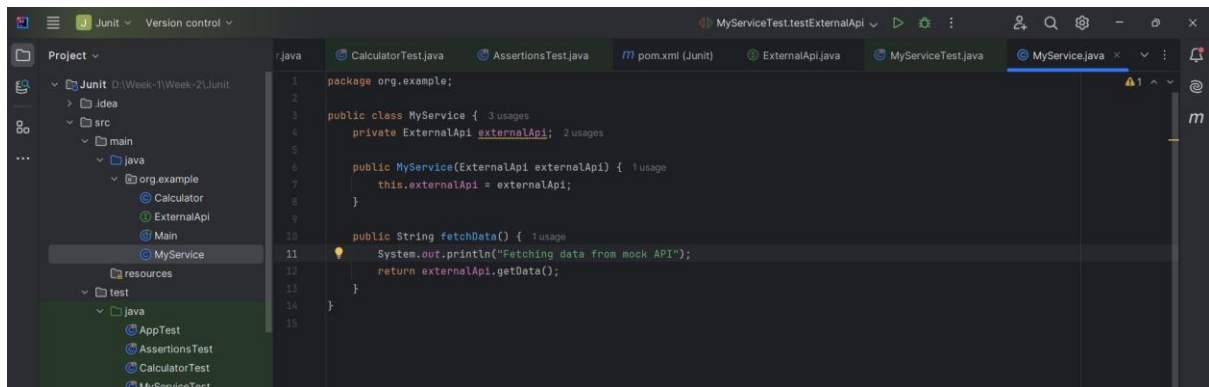 J Junit Version control MyServiceTest.testExternalApi
Project
r.java CalculatorTest.java AssertionsTest.java m pom.xml (Junit) ExternalApi.java MyServiceTest.java MyService.java
Junit D:\Week-1\Week-2\Junit
.idea
src
main
java
org.example
Calculator
ExternalApi
Main
MyService
resources
test
java
AppTest
AssertionsTest
CalculatorTest
MyServiceTest
1 package org.example;
2
3 public class MyService { 3 usages
4 private ExternalApi externalApi; 2 usages
5
6 public MyService(ExternalApi externalApi) { 1 usage
7 this.externalApi = externalApi;
8 }
9
10 public String fetchData() { 1 usage
11 System.out.println("Fetching data from mock API");
12 return externalApi.getData();
13 }
14 }
15
1
m